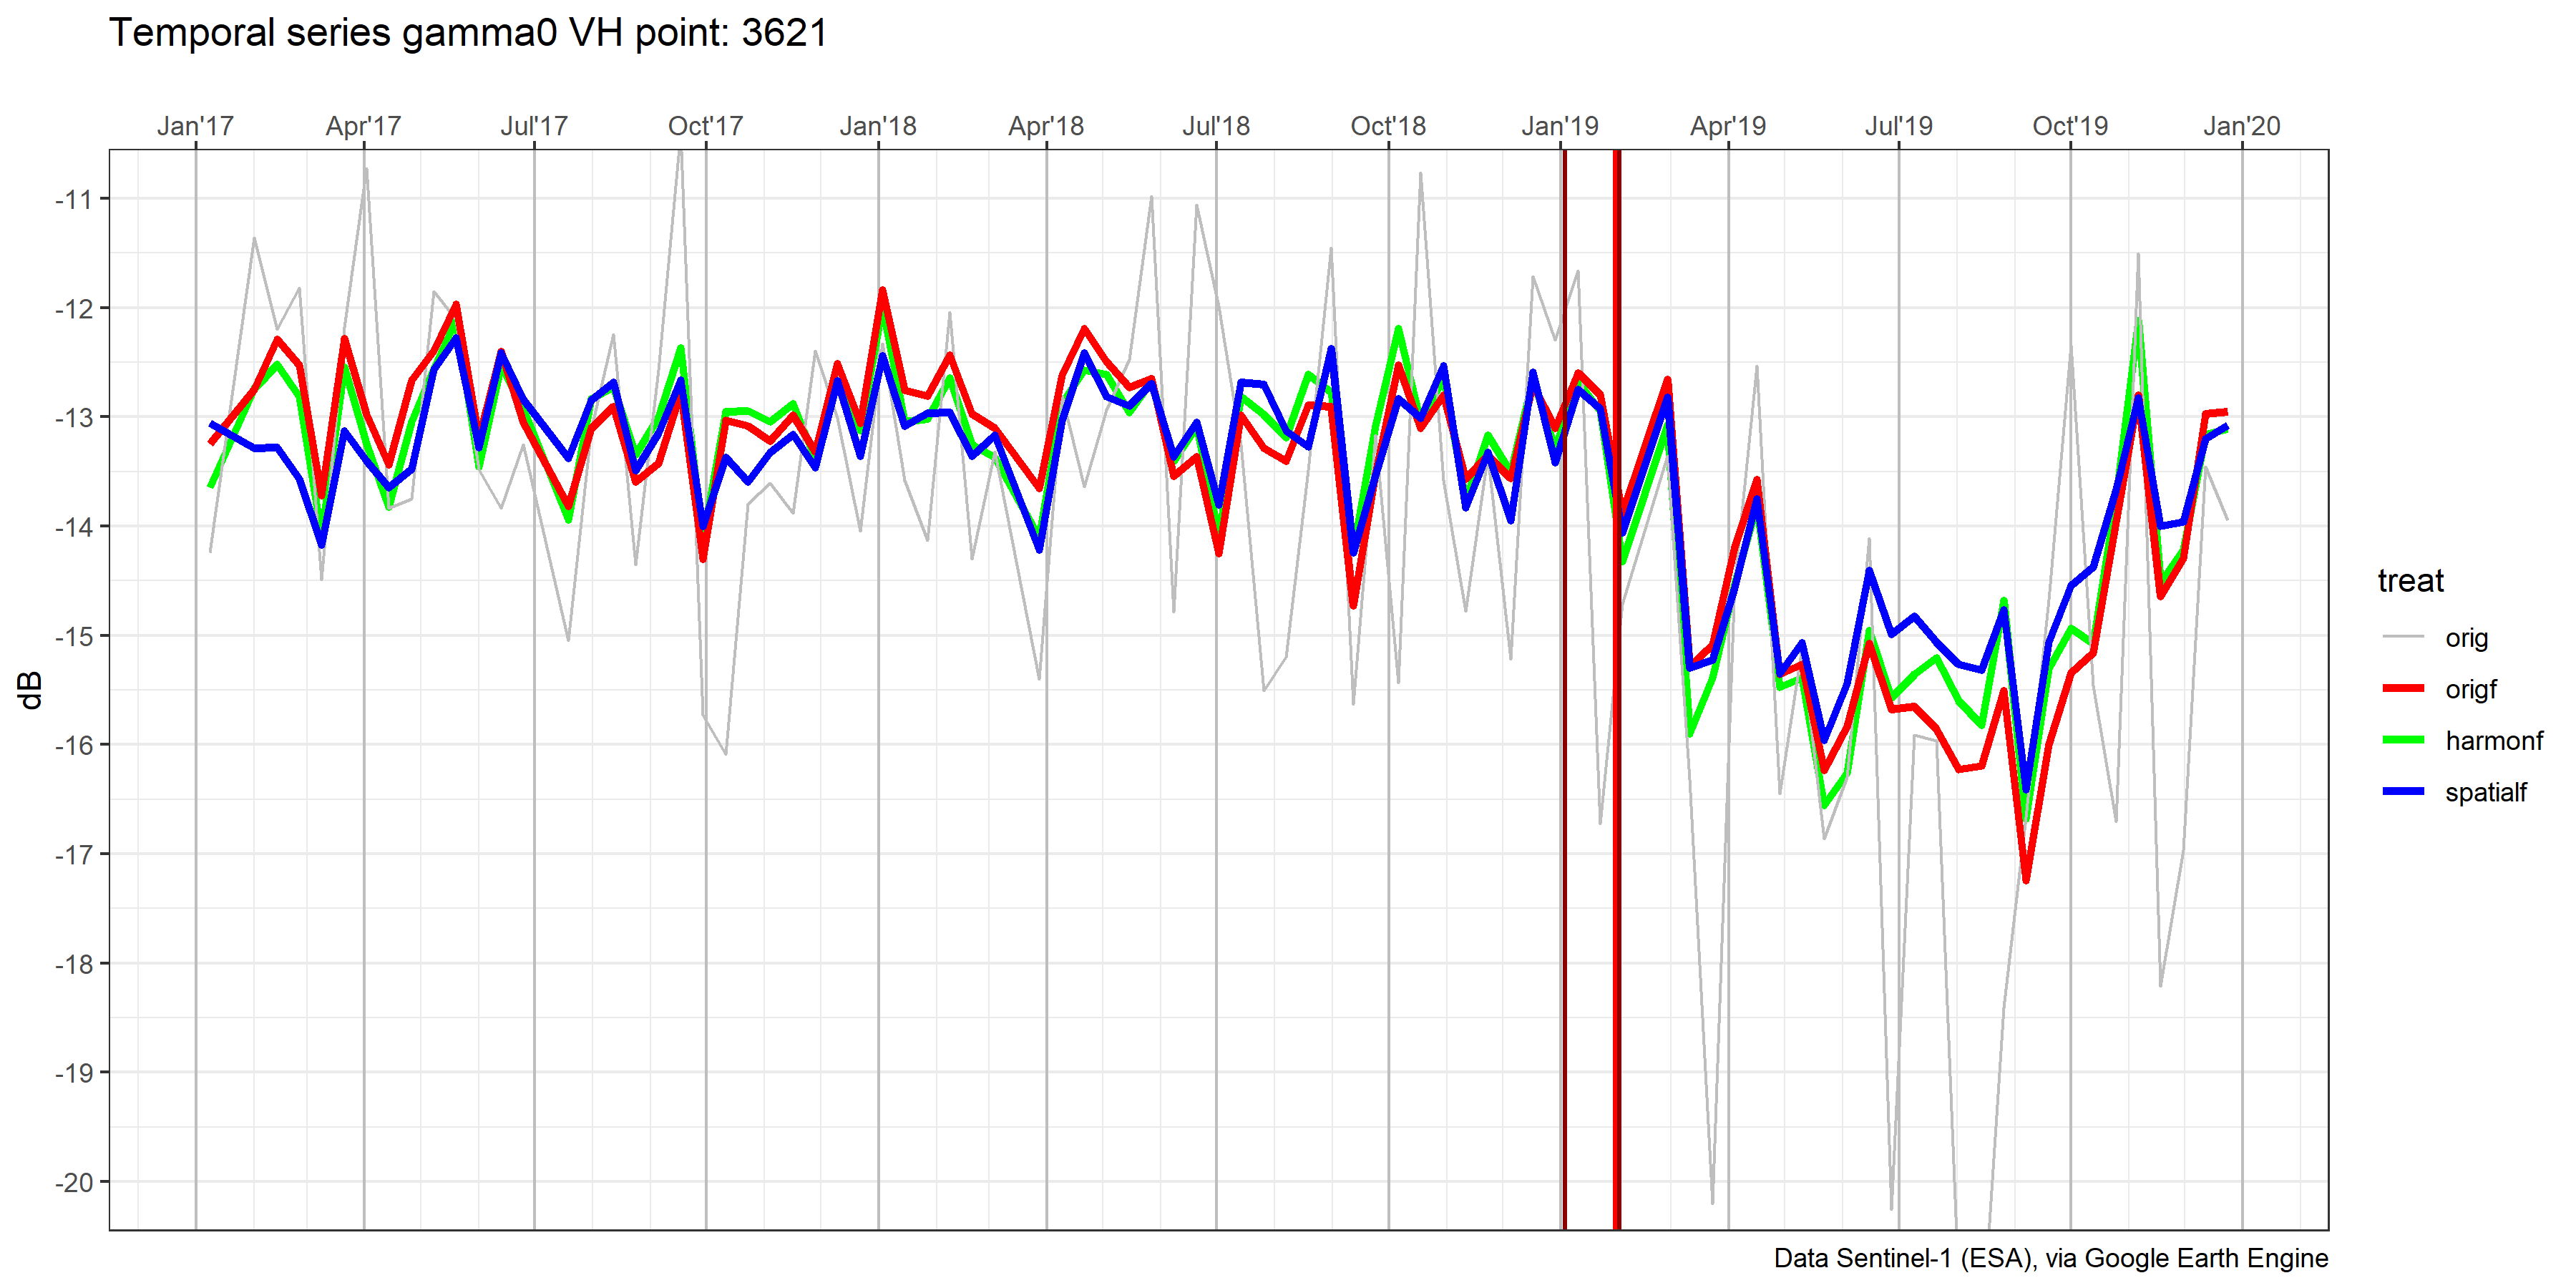 Temporal series gamma0 VH point: 3621
Jan'17 Apr'17 Jul'17 Oct'17 Jan'18 Apr'18 Jul'18 Oct'18 Jan'19 Apr'19 Jul'19 Oct'19 Jan'20
-11
-12
-13
-14
-15
-16
-17
-18
-19
-20
dB
treat
orig
origf
harmonf
spatialf
Data Sentinel-1 (ESA), via Google Earth Engine